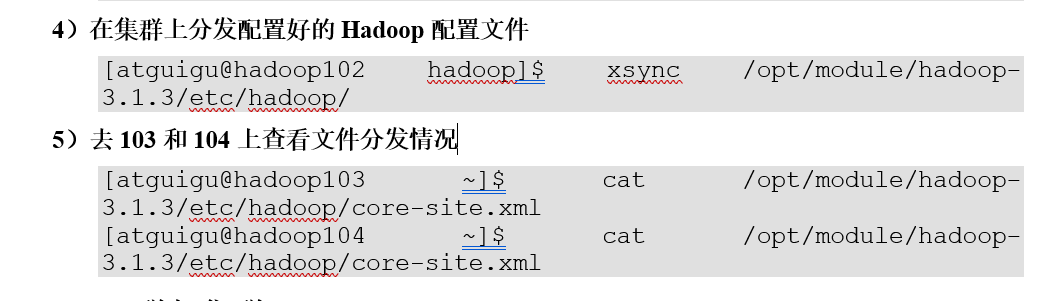 4）在集群上分发配置好的 Hadoop 配置文件
[atguigu@hadoop102 hadoop]$ xsync /opt/module/hadoop-
3.1.3/etc/hadoop/
5）去 103 和 104 上查看文件分发情况
[atguigu@hadoop103 ~]$ cat /opt/module/hadoop-
3.1.3/etc/hadoop/core-site.xml
[atguigu@hadoop104 ~]$ cat /opt/module/hadoop-
3.1.3/etc/hadoop/core-site.xml